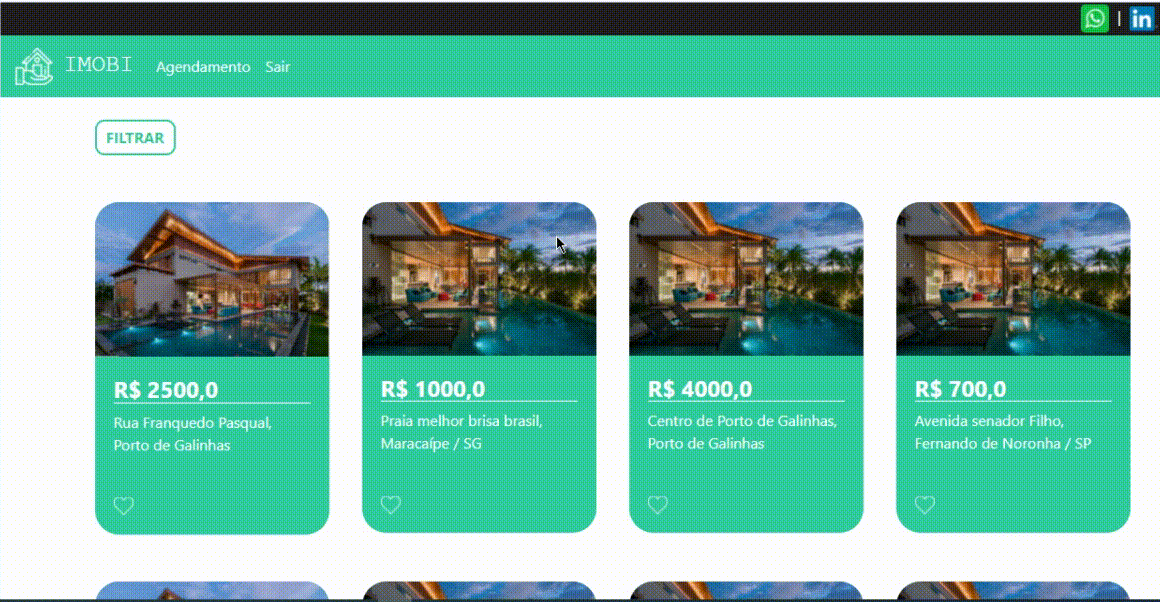 |
in
IMOBI Agendamento Sair
FILTRAR
R$ 2500,0
Rua Franquedo Pasqual,
Porto de Galinhas
R$ 1000,0
Praia melhor brisa brasil,
Maracaípe / SG
R$ 4000,0
Centro de Porto de Galinhas,
Porto de Galinhas
R$ 700,0
Avenida senador Filho,
Fernando de Noronha / SP